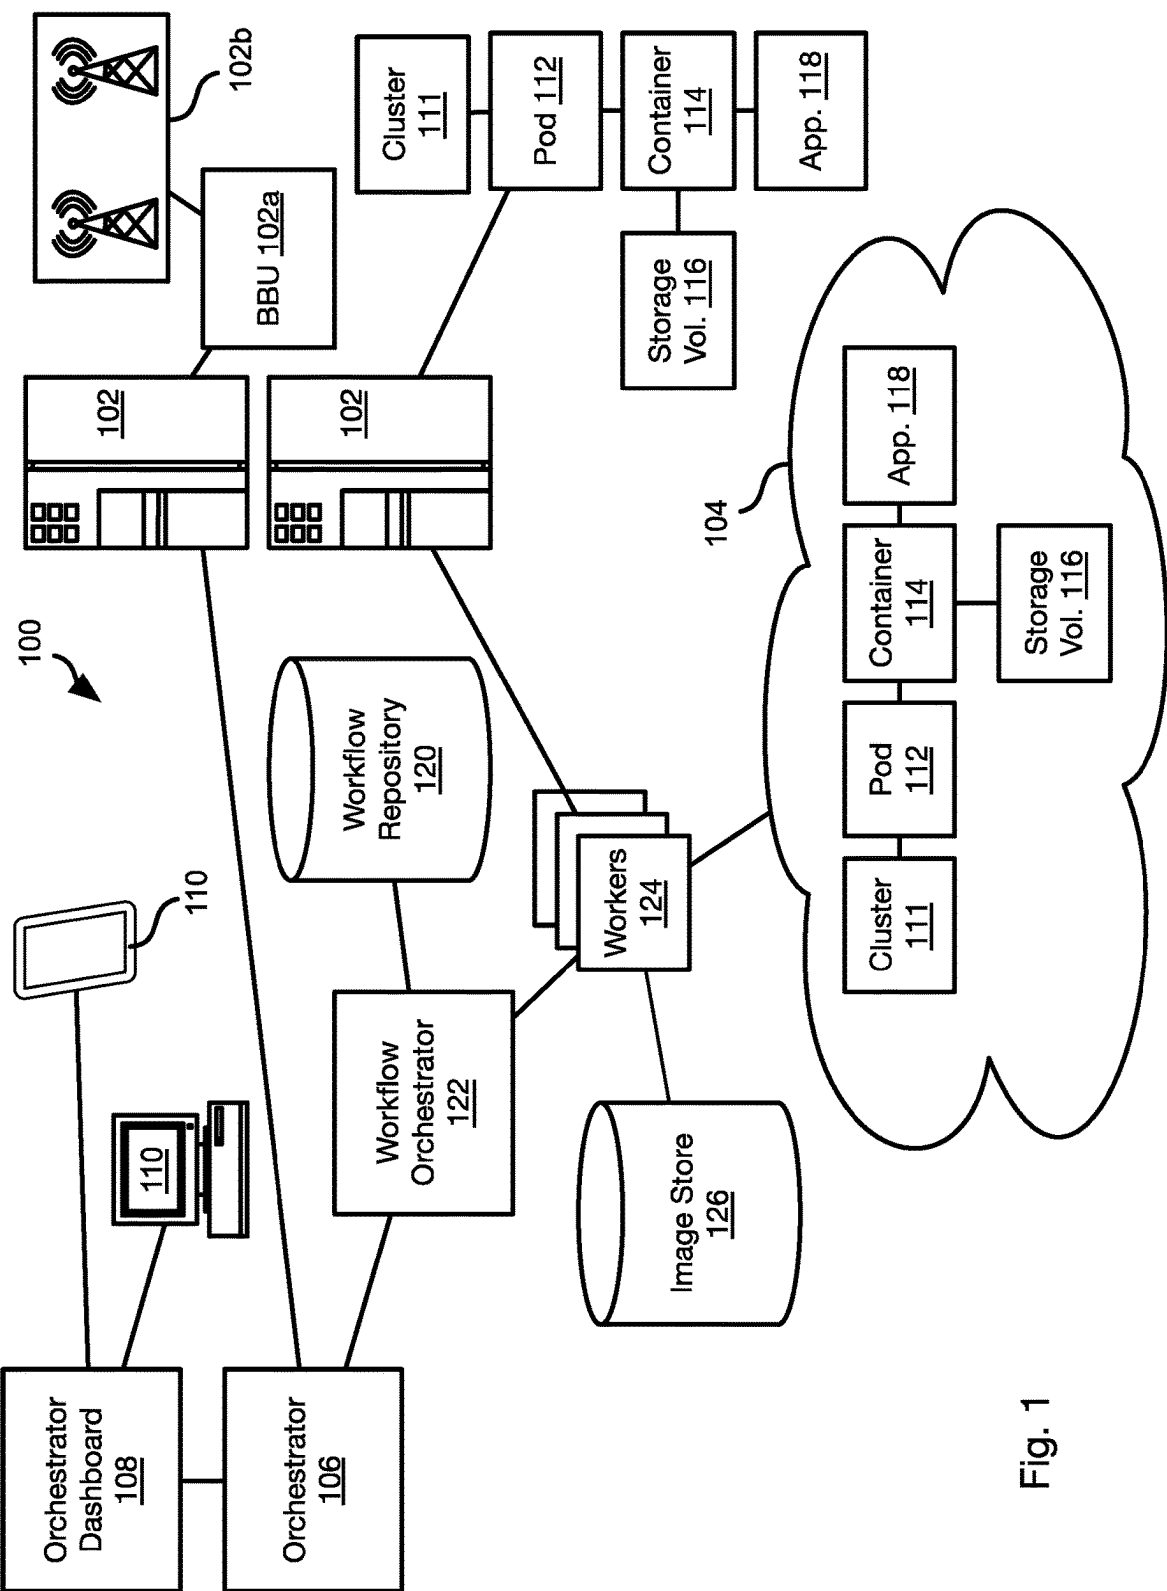 100
Orchestrator
Dashboard
108
110
110
102
BBU 102a
102b
Orchestrator
106
Workflow
Orchestrator
122
Workflow
Repository
120
102
Cluster
111
Pod 112
Container
114
Storage
Vol. 116
App. 118
Image Store
126
Workers
124
104
Cluster
111
Pod
112
Container
114
App. 118
Storage
Vol. 116
Fig. 1